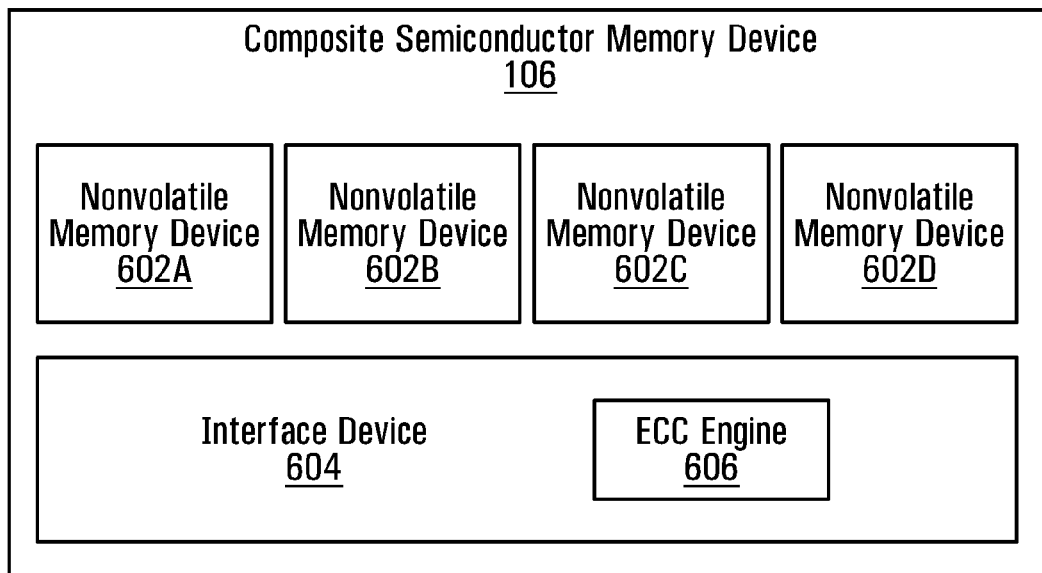 Composite Semiconductor Memory Device
106
Nonvolatile
Memory Device
602A
Nonvolatile
Memory Device
602B
Nonvolatile
Memory Device
602C
Nonvolatile
Memory Device
602D
Interface Device
604
ECC Engine
606